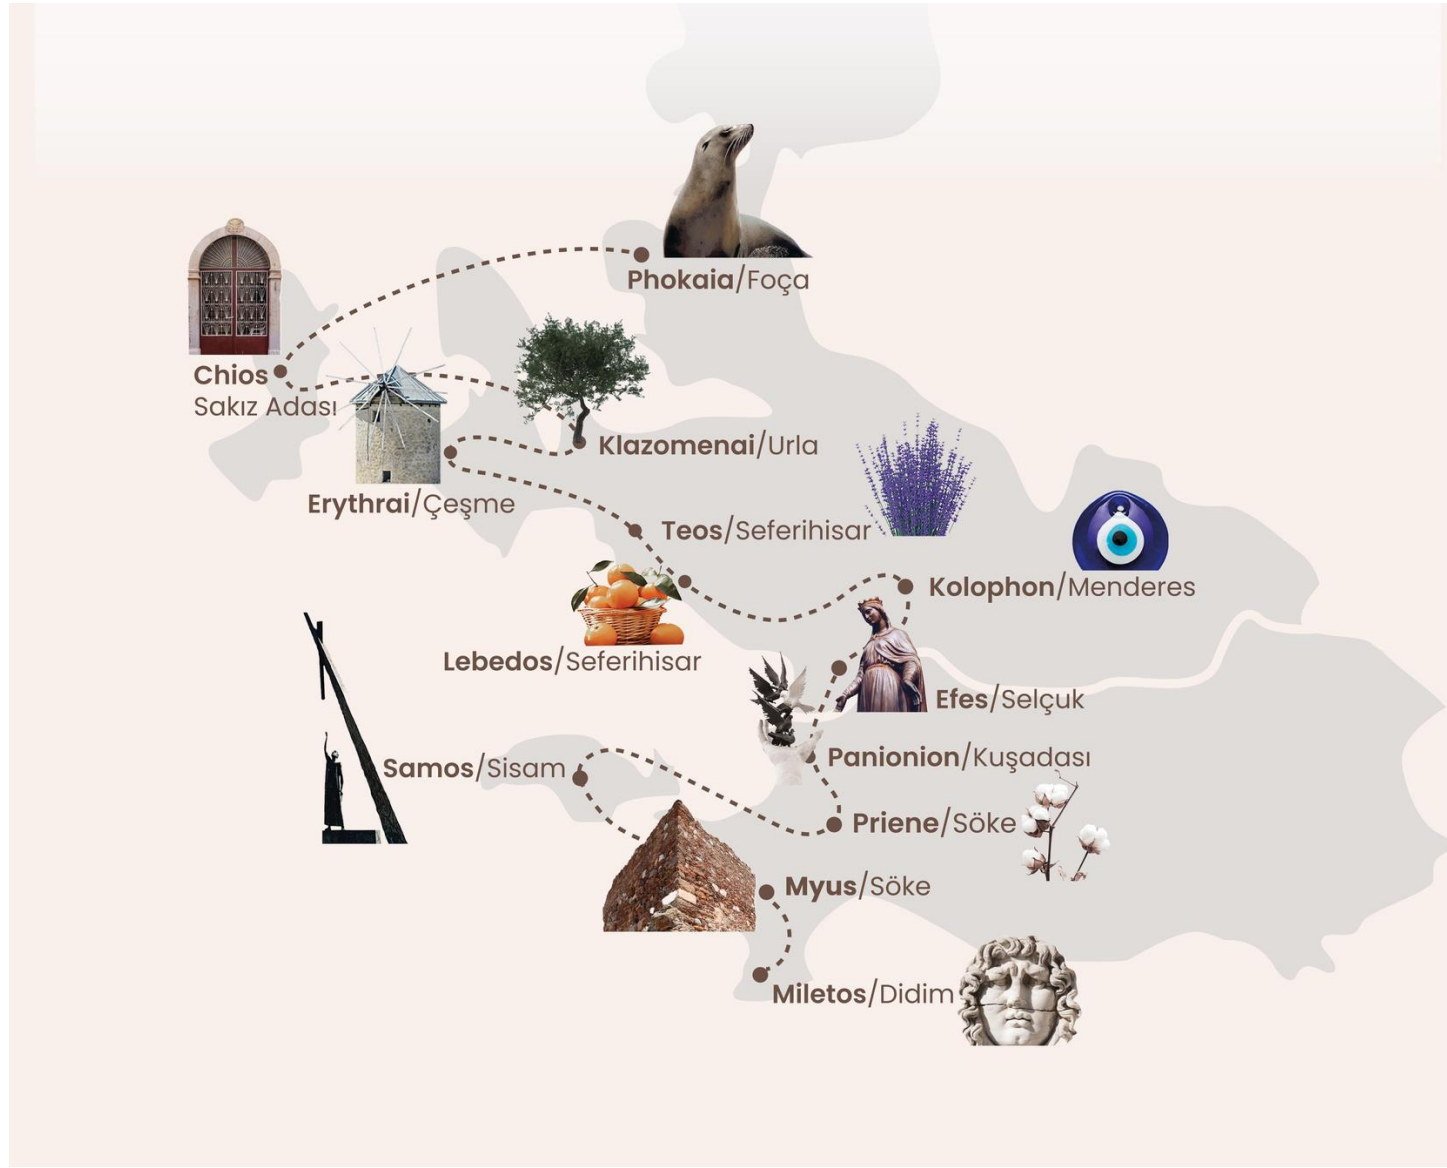 Phokaia/Foça
Chios
Sakız Adası
Klazomenai/Urla
Erythrai/Çeşme
Teos/Seferihisar
Kolophon/Menderes
Lebedos/Seferihisar
Efes/Selçuk
Panionion/Kuşadası
Samos/Sisam
Priene/Söke
Myus/Söke
Miletos/Didim